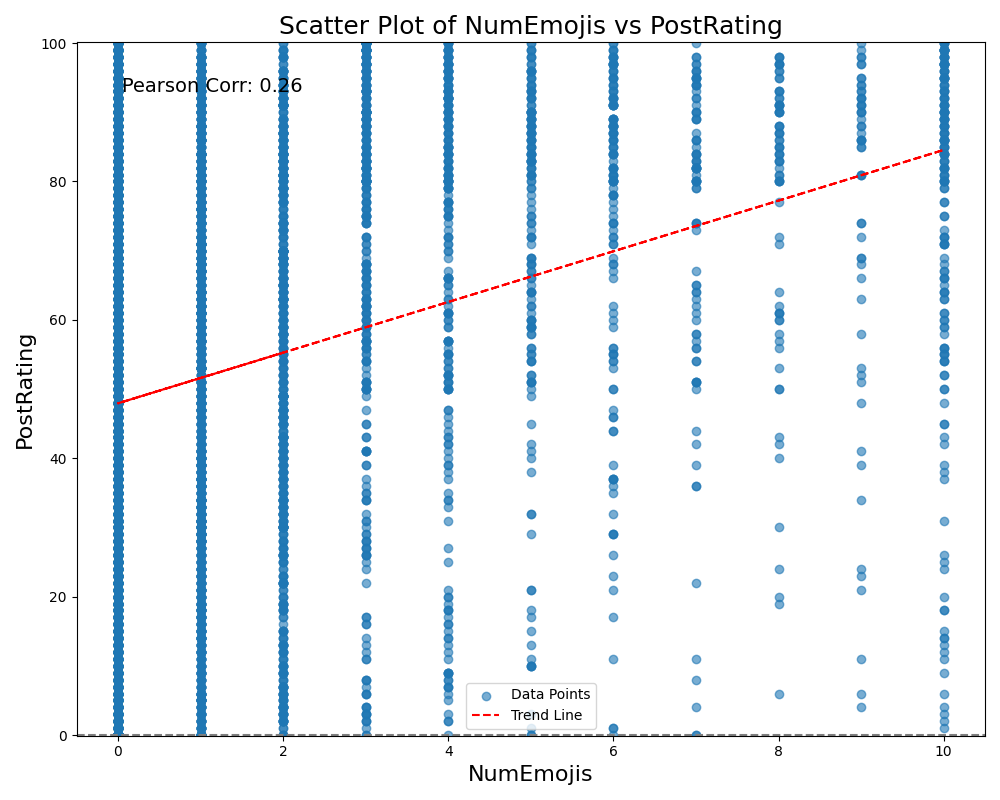 Scatter Plot of NumEmojis vs PostRating
Pearson Corr: 0.26
PostRating
100
80
60
40
20
0
Data Points
Trend Line
0 2 4 6 8 10
NumEmojis